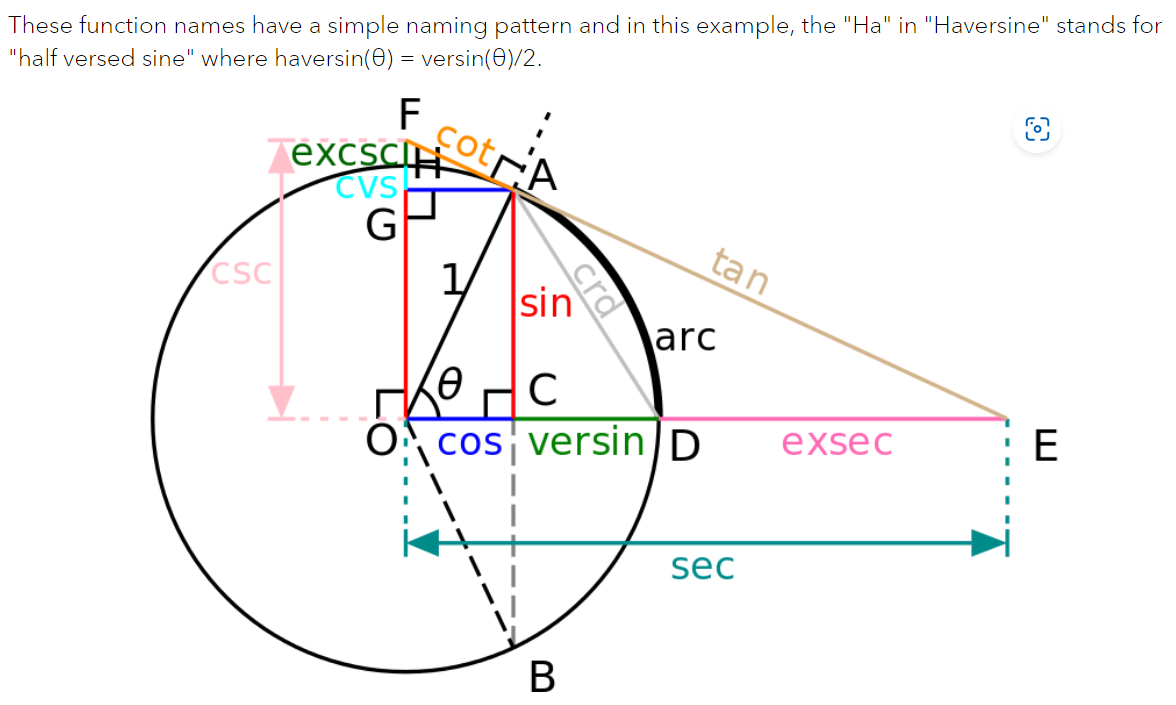 These function names have a simple naming pattern and in this example, the "Ha" in "Haversine" stands for
"half versed sine" where haversin(θ) = versin(θ)/2.
F
cot
excsc
H
A
cvs
G
csc
1
sin
crd
tan
arc
θ
C
O
cos
versin
D
exsec
E
sec
B